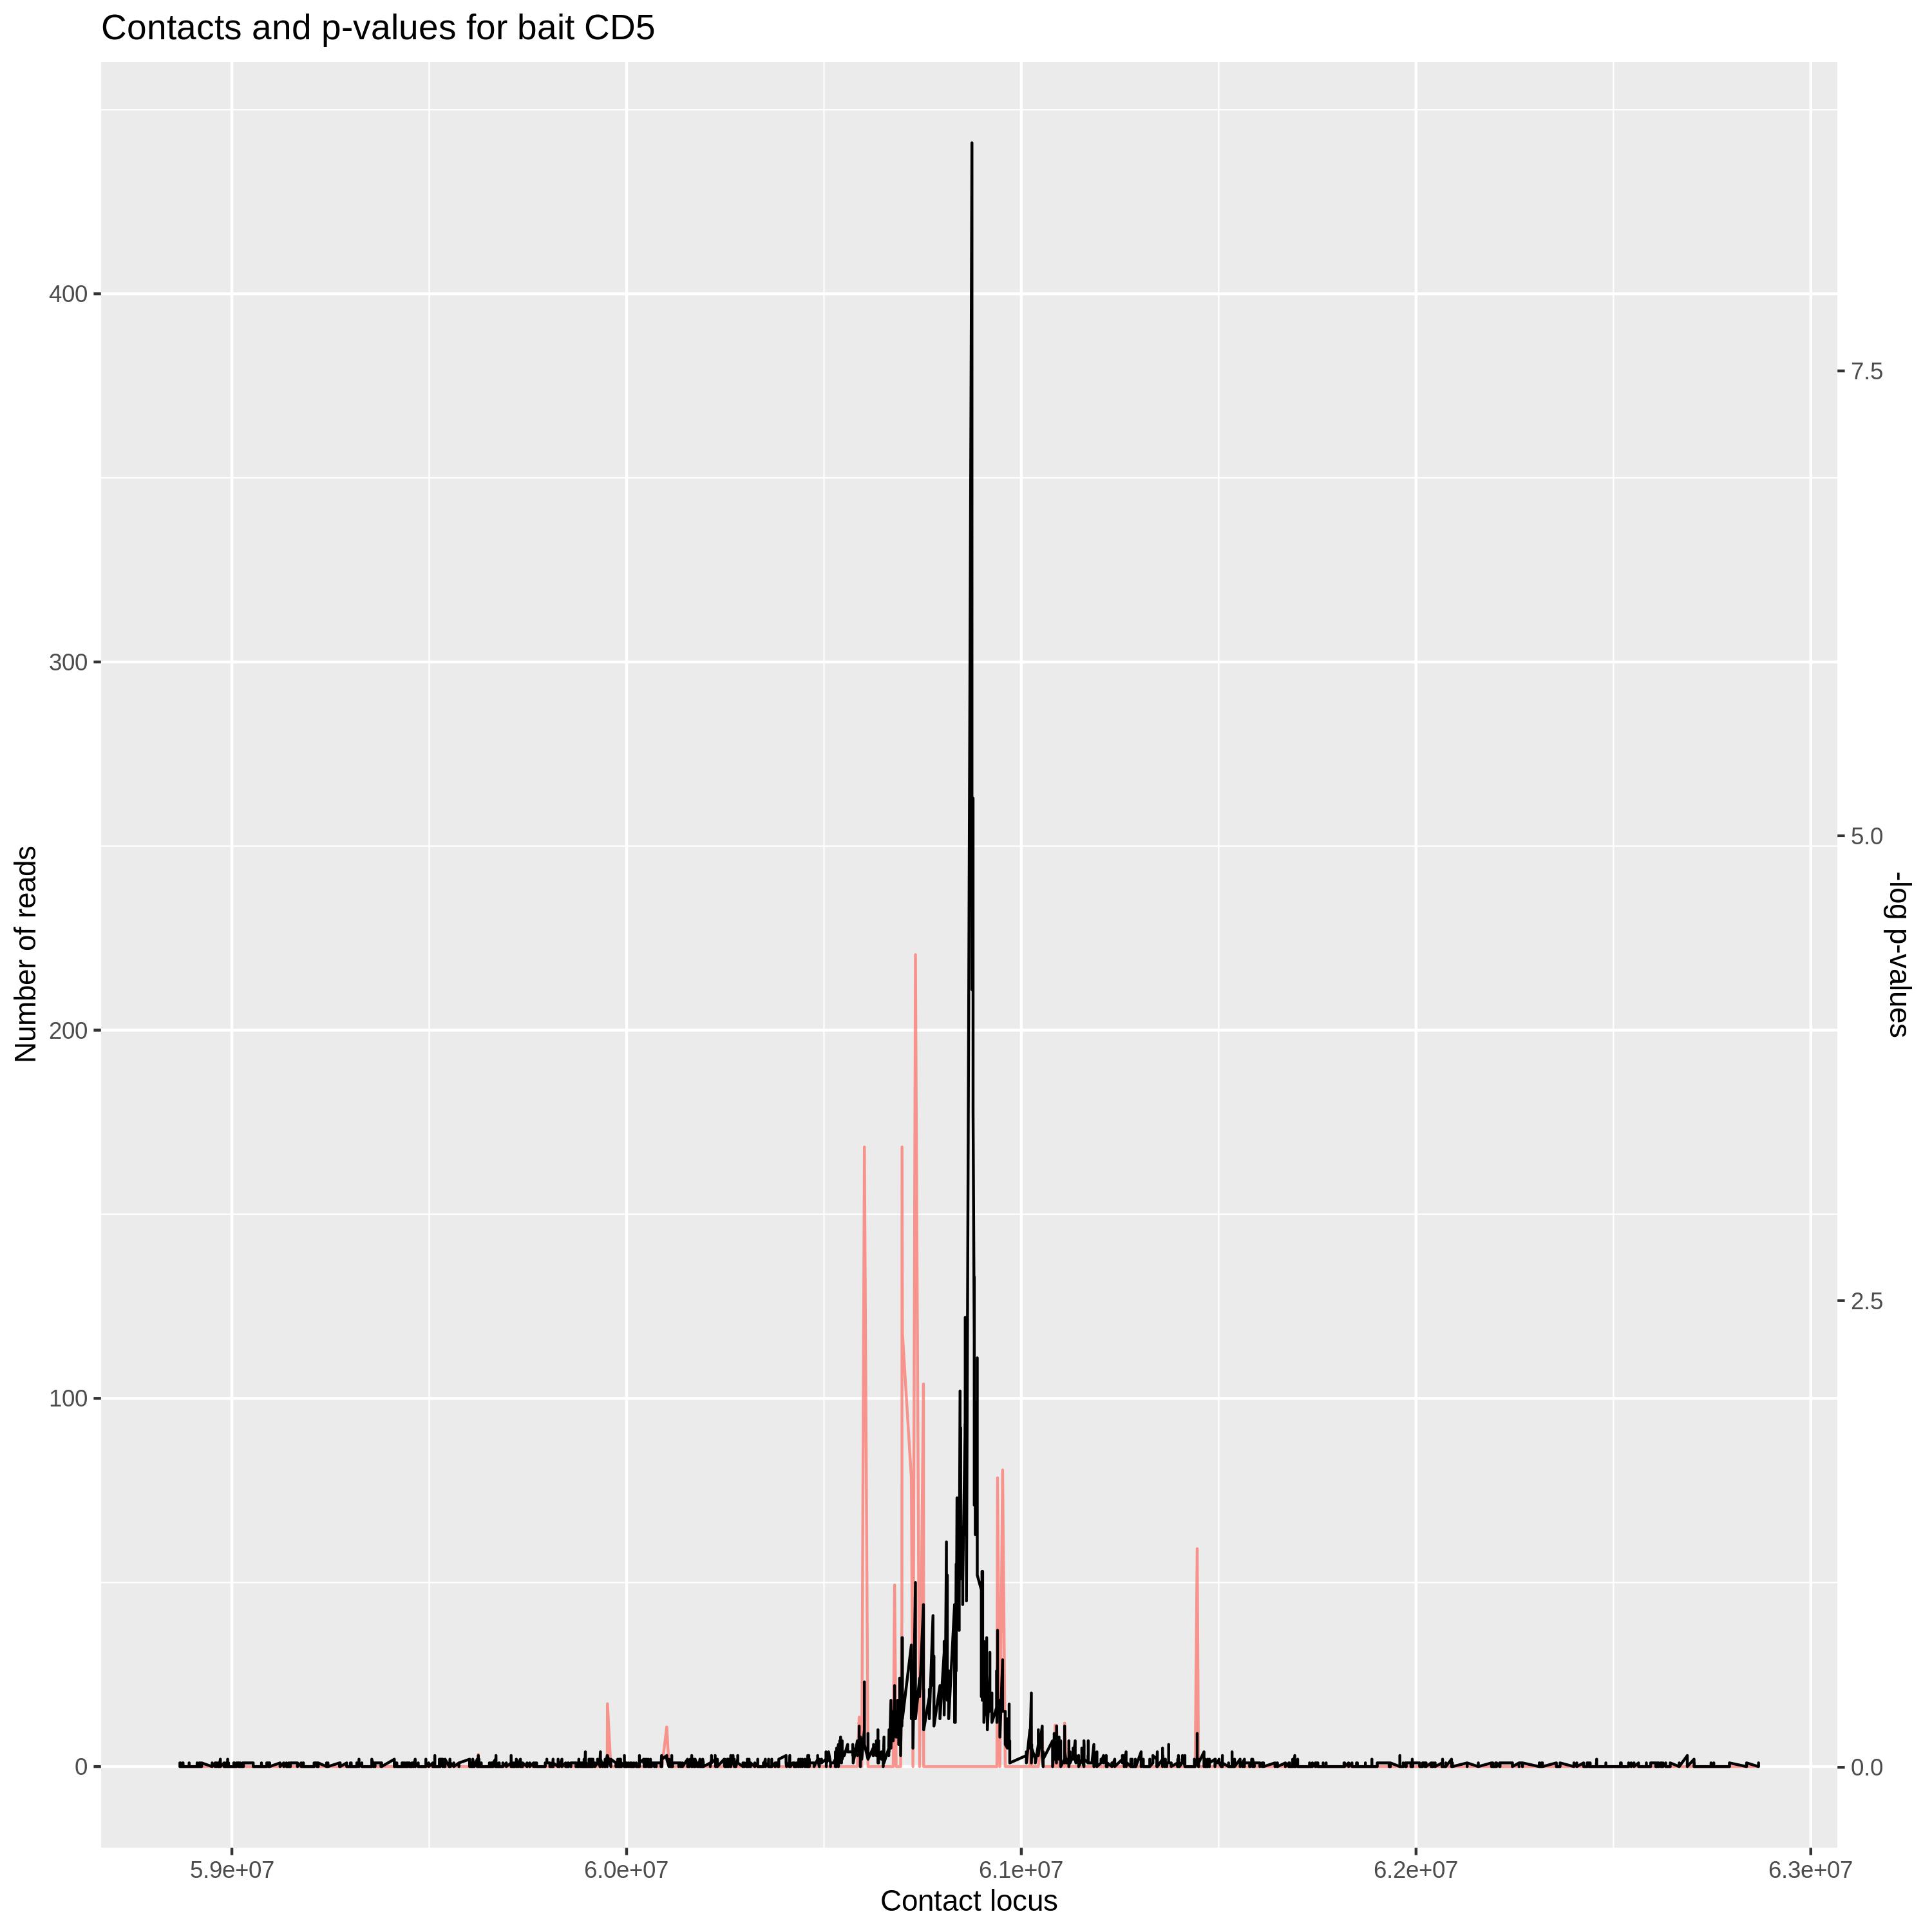 Contacts and p-values for bait CD5
400
300
200
100
0
Number of reads
7.5
5.0
2.5
0.0
-log p-values
5.9e+07
6.0e+07
6.1e+07
6.2e+07
6.3e+07
Contact locus